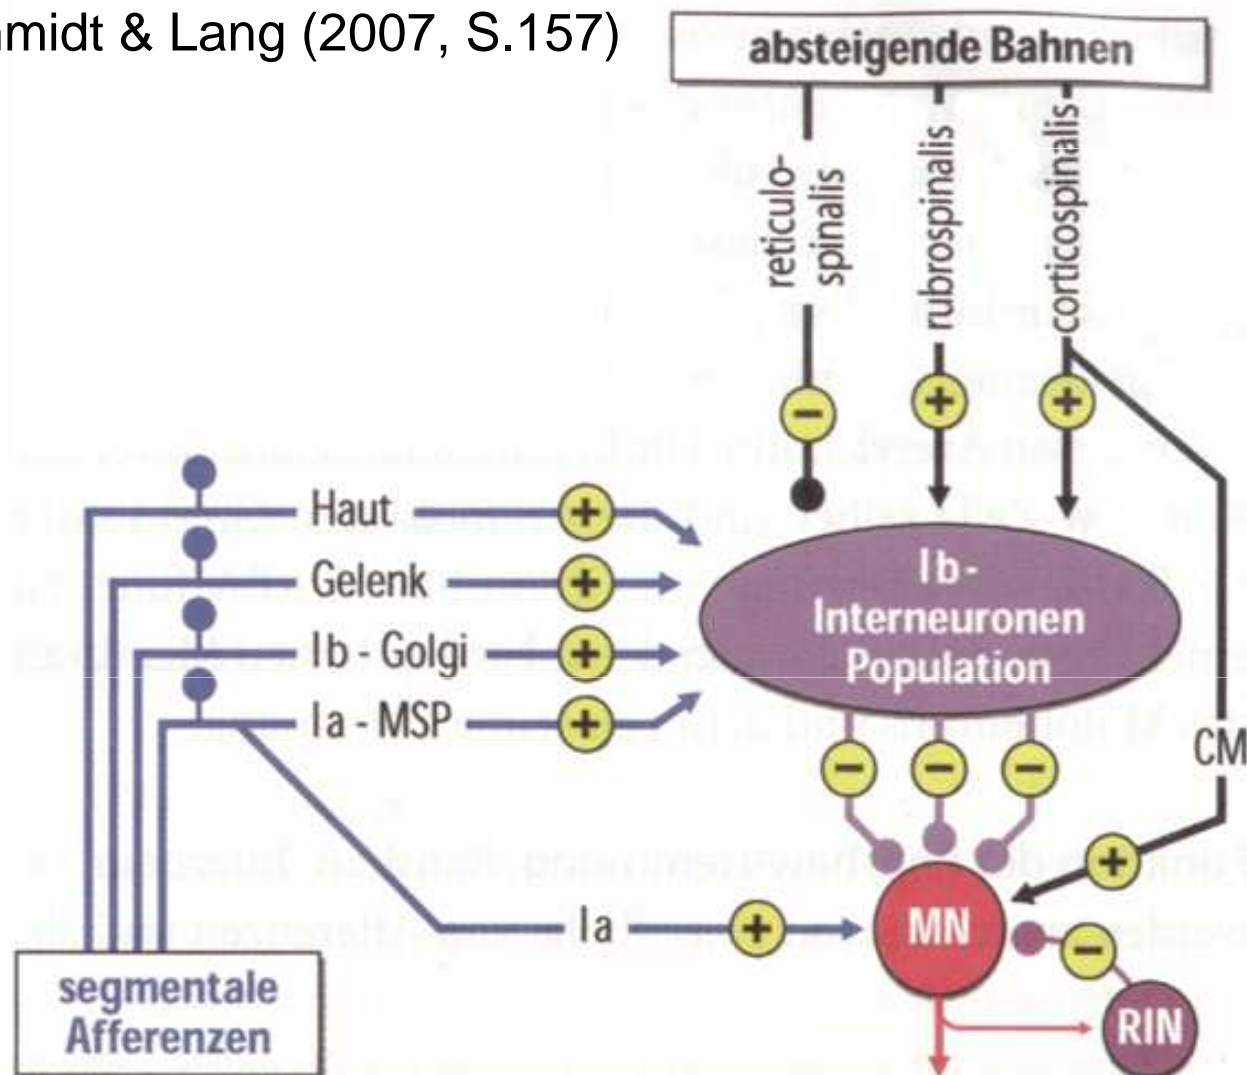 midt & Lang (2007, S.157)
absteigende Bahnen
reticulo-
spinalis
rubrospinalis
corticospinalis
−
+
+
Haut
+
Gelenk
+
Ib - Golgi
+
Ia - MSP
+
Ib-
Interneuronen
Population
−
−
−
CM
+
Ia
+
MN
−
RIN
segmentale
Afferenzen